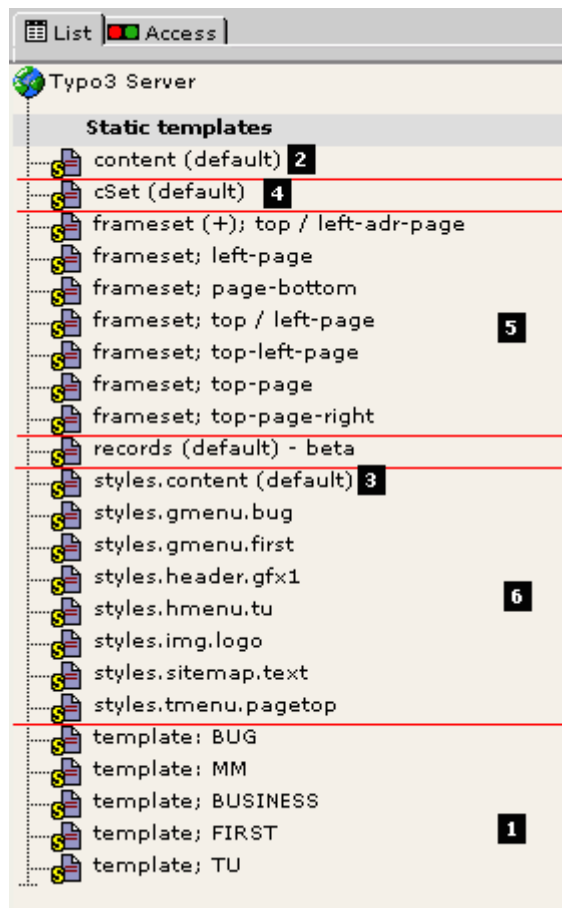 List Access
Typo3 Server
Static templates
content (default) 2
cSet (default) 4
frameset (+); top / left-adr-page
frameset; left-page
frameset; page-bottom
frameset; top / left-page 5
frameset; top-left-page
frameset; top-page
frameset; top-page-right
records (default) - beta
styles.content (default) 3
styles.gmenu.bug
styles.gmenu.first
styles.header.gfx1
styles.hmenu.tu 6
styles.img.logo
styles.sitemap.text
styles.tmenu.pagetop
template; BUG
template; MM
template; BUSINESS
template; FIRST 1
template; TU